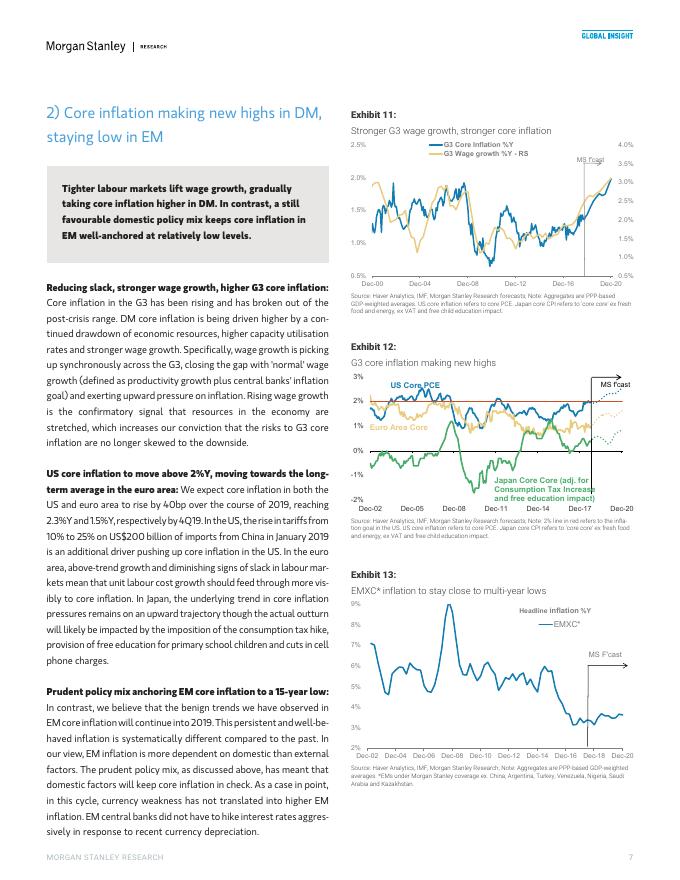 GLOBAL INSIGHT
Morgan Stanley | RESEARCH
2) Core inflation making new highs in DM,
staying low in EM
Tighter labour markets lift wage growth, gradually
taking core inflation higher in DM. In contrast, a still
favourable domestic policy mix keeps core inflation in
EM well-anchored at relatively low levels.
Reducing slack, stronger wage growth, higher G3 core inflation:
Core inflation in the G3 has been rising and has broken out of the
post-crisis range. DM core inflation is being driven higher by a con-
tinued drawdown of economic resources, higher capacity utilisation
rates and stronger wage growth. Specifically, wage growth is picking
up synchronously across the G3, closing the gap with 'normal' wage
growth (defined as productivity growth plus central banks' inflation
goal) and exerting upward pressure on inflation. Rising wage growth
is the confirmatory signal that resources in the economy are
stretched, which increases our conviction that the risks to G3 core
inflation are no longer skewed to the downside.
US core inflation to move above 2%Y, moving towards the long-
term average in the euro area: We expect core inflation in both the
US and euro area to rise by 40bp over the course of 2019, reaching
2.3%Y and 1.5%Y, respectively by 4Q19. In the US, the rise in tariffs from
10% to 25% on US$200 billion of imports from China in January 2019
is an additional driver pushing up core inflation in the US. In the euro
area, above-trend growth and diminishing signs of slack in labour mar-
kets mean that unit labour cost growth should feed through more vis-
ibly to core inflation. In Japan, the underlying trend in core inflation
pressures remains on an upward trajectory though the actual outturn
will likely be impacted by the imposition of the consumption tax hike,
provision of free education for primary school children and cuts in cell
phone charges.
Prudent policy mix anchoring EM core inflation to a 15-year low:
In contrast, we believe that the benign trends we have observed in
EM core inflation will continue into 2019. This persistent and well-be-
haved inflation is systematically different compared to the past. In
our view, EM inflation is more dependent on domestic than external
factors. The prudent policy mix, as discussed above, has meant that
domestic factors will keep core inflation in check. As a case in point,
in this cycle, currency weakness has not translated into higher EM
inflation. EM central banks did not have to hike interest rates aggres-
sively in response to recent currency depreciation.
Exhibit 11:
Stronger G3 wage growth, stronger core inflation
2.5% G3 Core Inflation %Y 4.0%
G3 Wage growth %Y - RS
MS f'cast 3.5%
2.0% 3.0%
2.5%
1.5% 2.0%
1.5%
1.0% 1.0%
0.5% 0.5%
Dec-00 Dec-04 Dec-08 Dec-12 Dec-16 Dec-20
Source: Haver Analytics, IMF, Morgan Stanley Research forecasts; Note: Aggregates are PPP-based
GDP-weighted averages. US core inflation refers to core PCE. Japan core CPI refers to 'core core' ex fresh
food and energy, ex VAT and free child education impact.
Exhibit 12:
G3 core inflation making new highs
3%
US Core PCE MS f'cast
2%
Euro Area Core
1%
0%
-1%
Japan Core Core (adj. for
Consumption Tax Increase
and free education impact)
-2%
Dec-02 Dec-05 Dec-08 Dec-11 Dec-14 Dec-17 Dec-20
Source: Haver Analytics, IMF, Morgan Stanley Research forecasts; Note: 2% line in red refers to the infla-
tion goal in the US. US core inflation refers to core PCE. Japan core CPI refers to 'core core' ex fresh food
and energy, ex VAT and free child education impact.
Exhibit 13:
EMXC* inflation to stay close to multi-year lows
9%
Headline inflation %Y
8%
EMXC*
7%
MS F'cast
6%
5%
4%
3%
2%
Dec-02 Dec-04 Dec-06 Dec-08 Dec-10 Dec-12 Dec-14 Dec-16 Dec-18 Dec-20
Source: Haver Analytics, IMF, Morgan Stanley Research; Note: Aggregates are PPP-based GDP-weighted
averages. *EMs under Morgan Stanley coverage ex. China, Argentina, Turkey, Venezuela, Nigeria, Saudi
Arabia and Kazakhstan.
MORGAN STANLEY RESEARCH 7